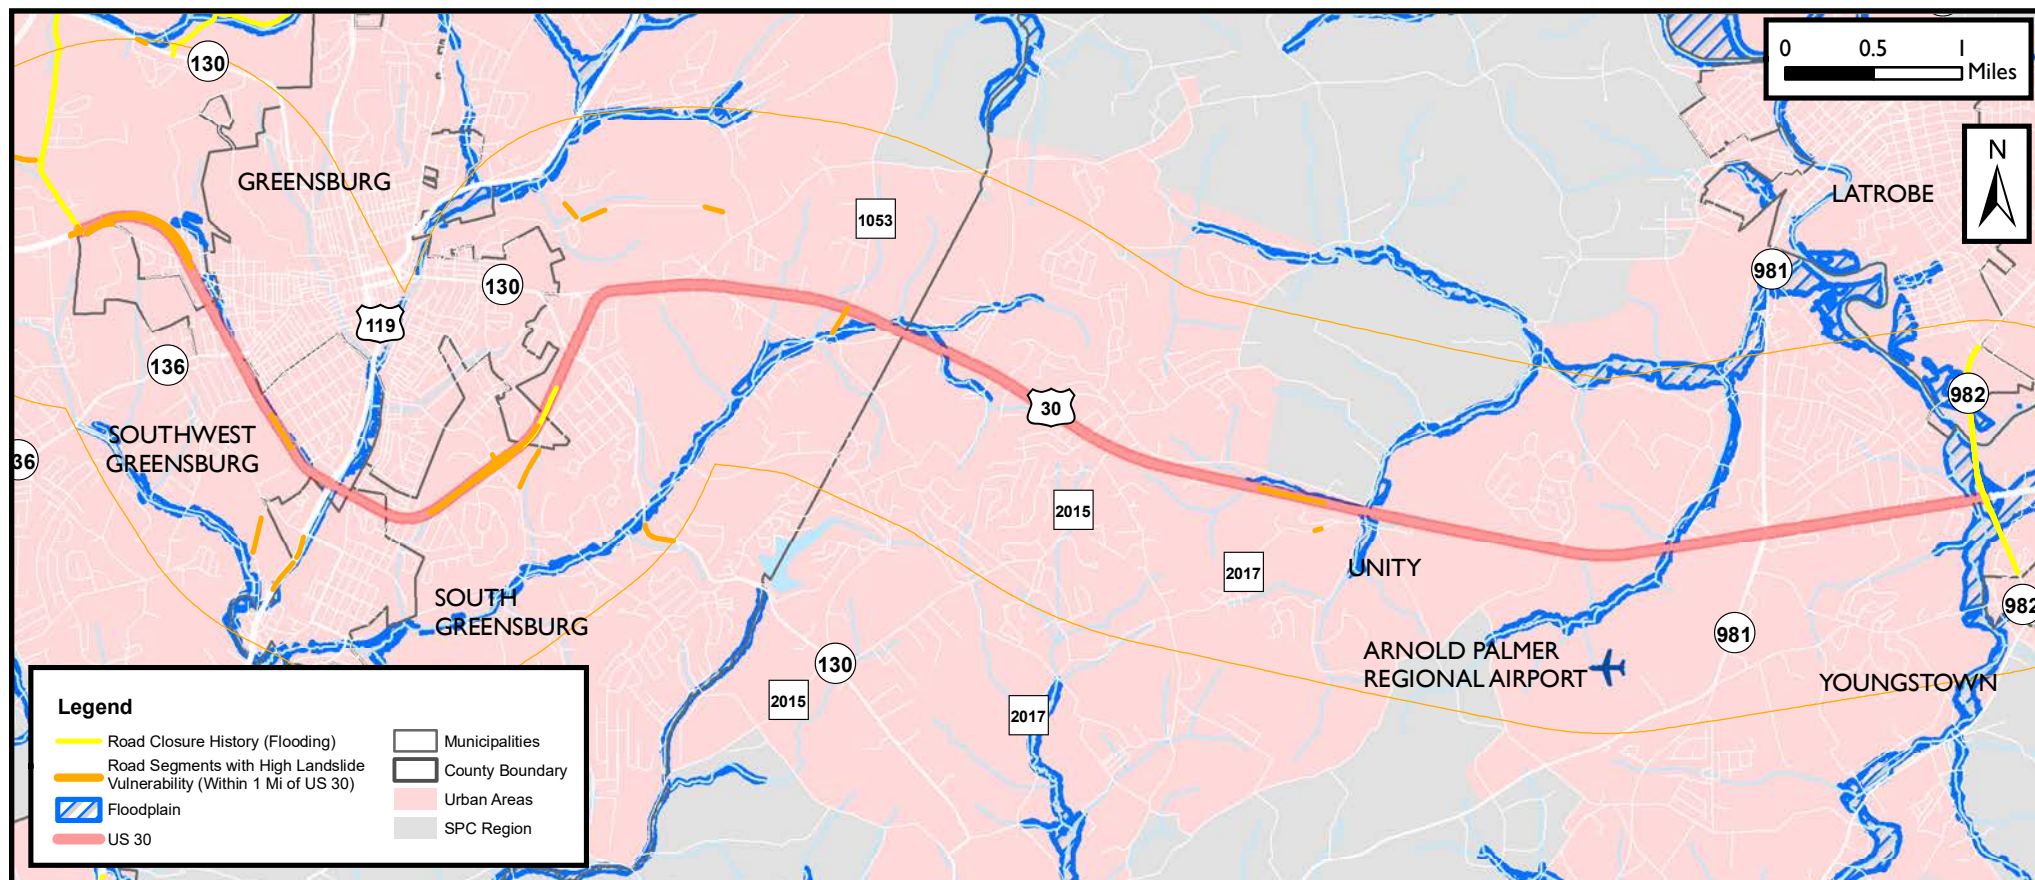 0 0.5 1
Miles
N
130
GREENSBURG
LATROBE
1053
981
130
119
136
982
30
SOUTHWEST
GREENSBURG
36
2015
UNITY
2017
SOUTH
GREENSBURG
982
981
ARNOLD PALMER
REGIONAL AIRPORT
130
YOUNGSTOWN
2015
2017
Legend
Road Closure History (Flooding)
Road Segments with High Landslide
Vulnerability (Within 1 Mi of US 30)
Floodplain
US 30
Municipalities
County Boundary
Urban Areas
SPC Region